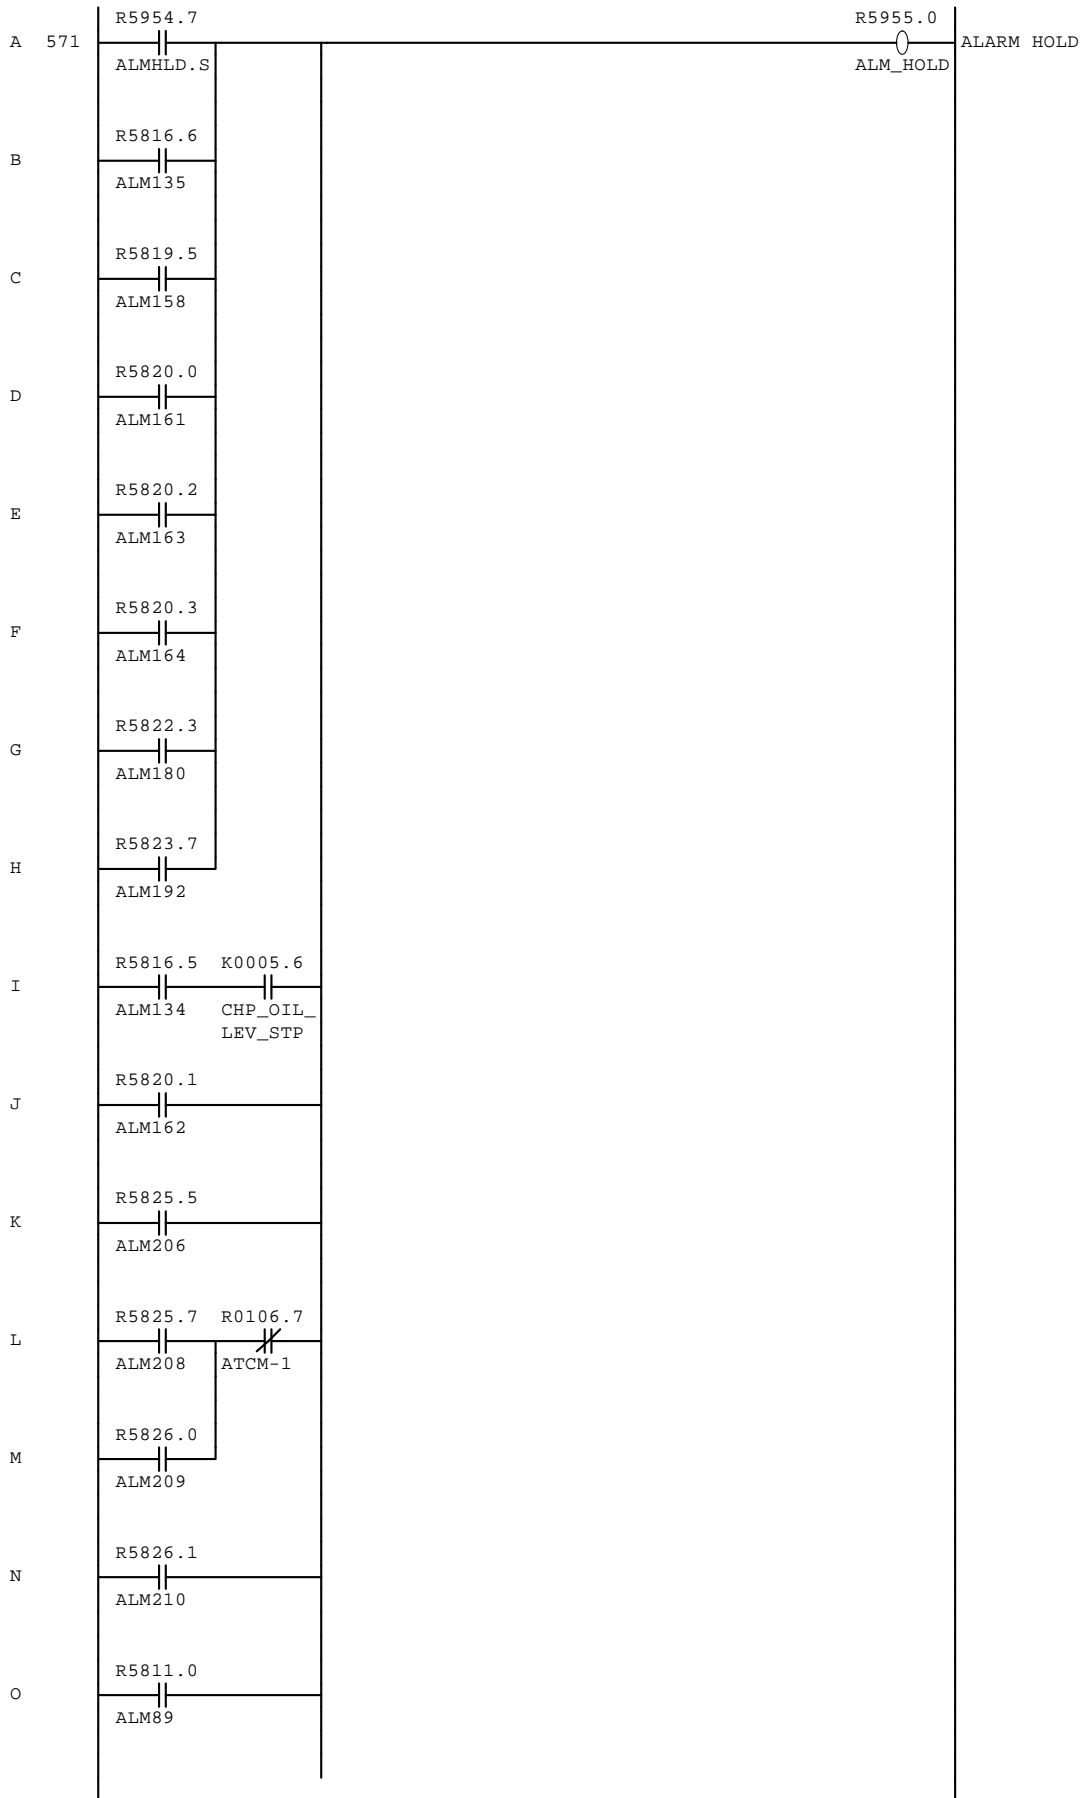 R5954.7 R5955.0
A 571 ALARM HOLD
ALMHLD.S ALM_HOLD
R5816.6
B
ALM135
R5819.5
C
ALM158
R5820.0
D
ALM161
R5820.2
E
ALM163
R5820.3
F
ALM164
R5822.3
G
ALM180
R5823.7
H
ALM192
R5816.5 K0005.6
I
ALM134 CHP_OIL_
LEV_STP
R5820.1
J
ALM162
R5825.5
K
ALM206
R5825.7 R0106.7
L
ALM208 ATCM-1
R5826.0
M
ALM209
R5826.1
N
ALM210
R5811.0
O
ALM89